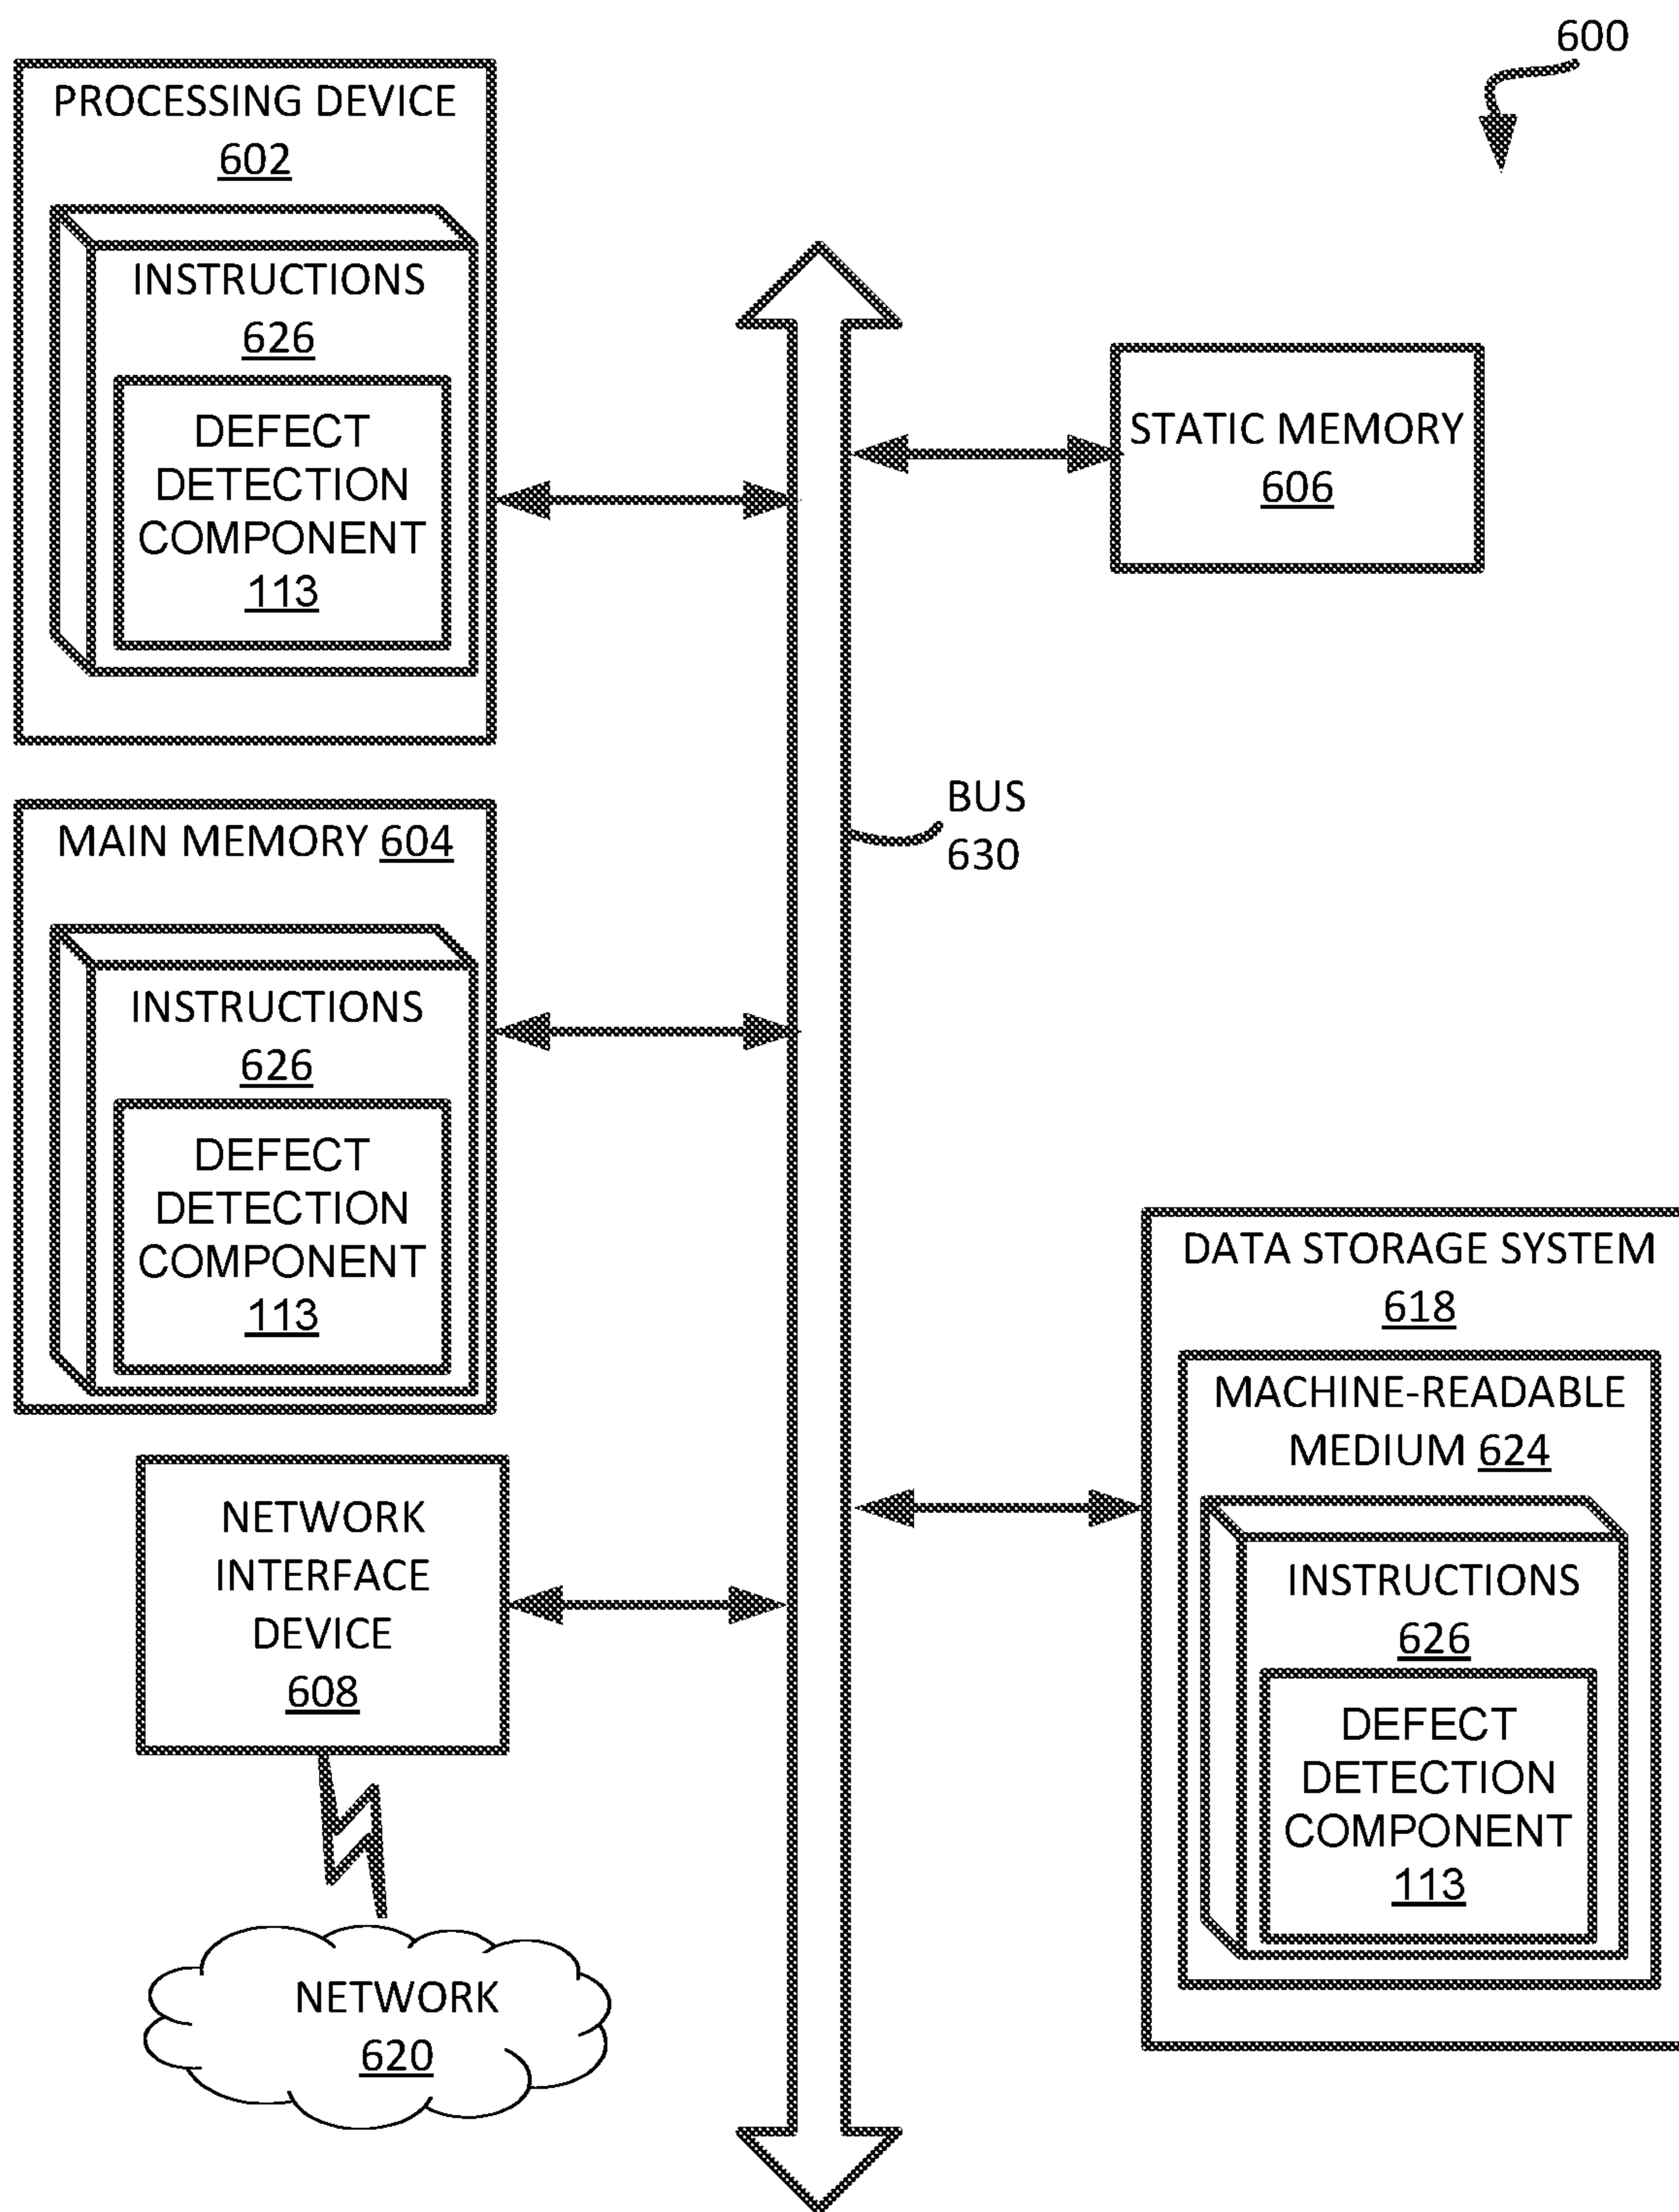 600
PROCESSING DEVICE
602
INSTRUCTIONS
626
DEFECT
DETECTION
COMPONENT
113
STATIC MEMORY
606
BUS
630
MAIN MEMORY 604
INSTRUCTIONS
626
DEFECT
DETECTION
COMPONENT
113
NETWORK
INTERFACE
DEVICE
608
NETWORK
620
DATA STORAGE SYSTEM
618
MACHINE-READABLE
MEDIUM 624
INSTRUCTIONS
626
DEFECT
DETECTION
COMPONENT
113